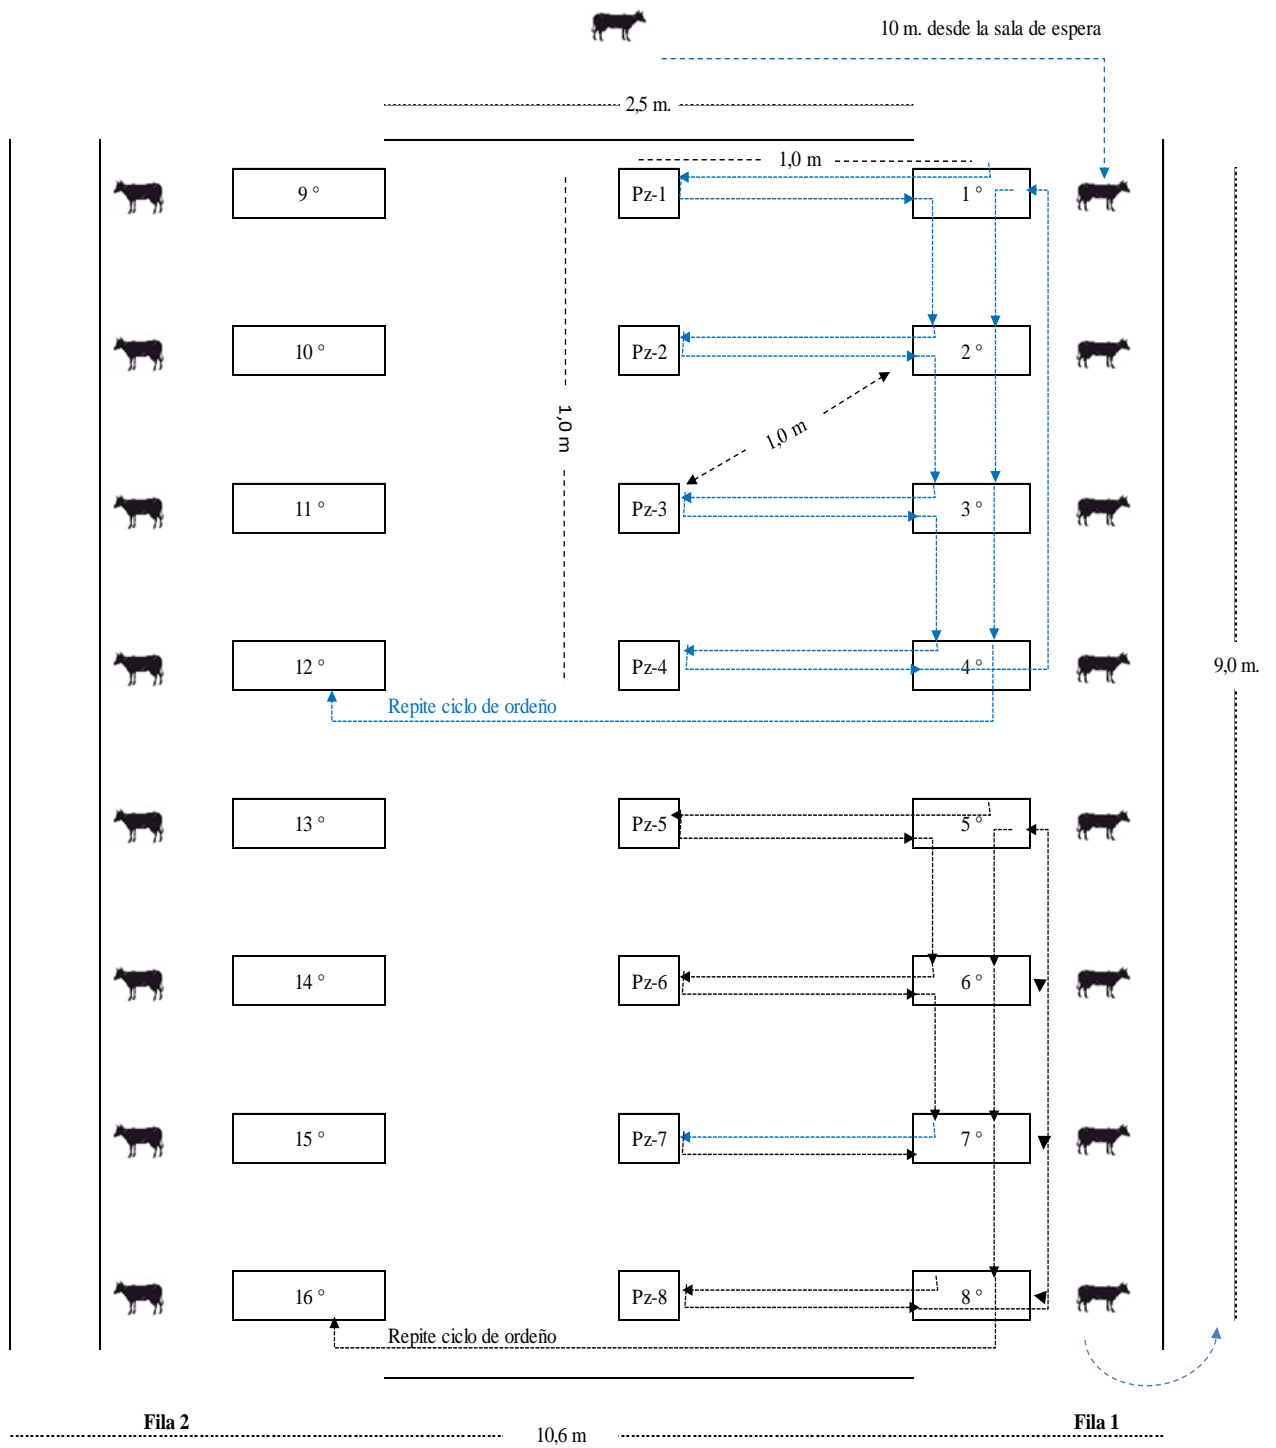 10 m. desde la sala de espera
2,5 m.
1,0 m
9 °
Pz-1
1 °
10 °
Pz-2
2 °
1,0 m
1,0 m
11 °
Pz-3
3 °
12 °
Pz-4
4 °
9,0 m.
Repite ciclo de ordeño
13 °
Pz-5
5 °
14 °
Pz-6
6 °
15 °
Pz-7
7 °
16 °
Pz-8
8 °
Repite ciclo de ordeño
Fila 2
Fila 1
10,6 m